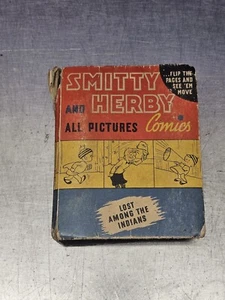 ...FLIP THE
PAGES AND
SEE 'EM
MOVE
SMITTY
AND HERBY
ALL PICTURES Comics
LOST
AMONG THE
INDIANS